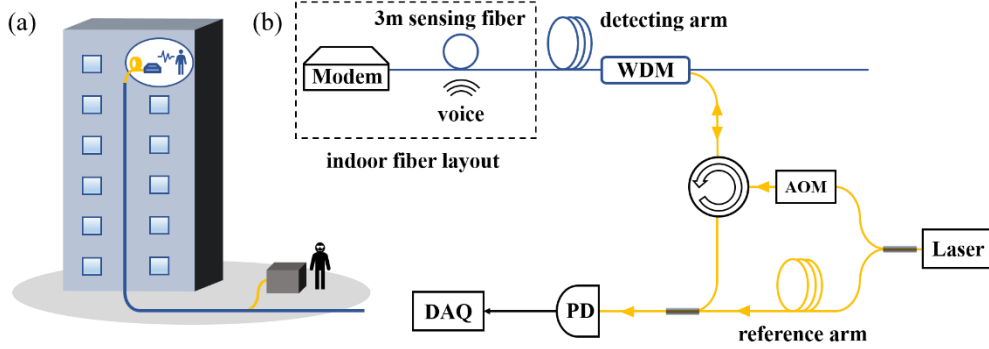 (a)
(b)
3m sensing fiber
detecting arm
Modem
WDM
voice
indoor fiber layout
AOM
Laser
DAQ
PD
reference arm